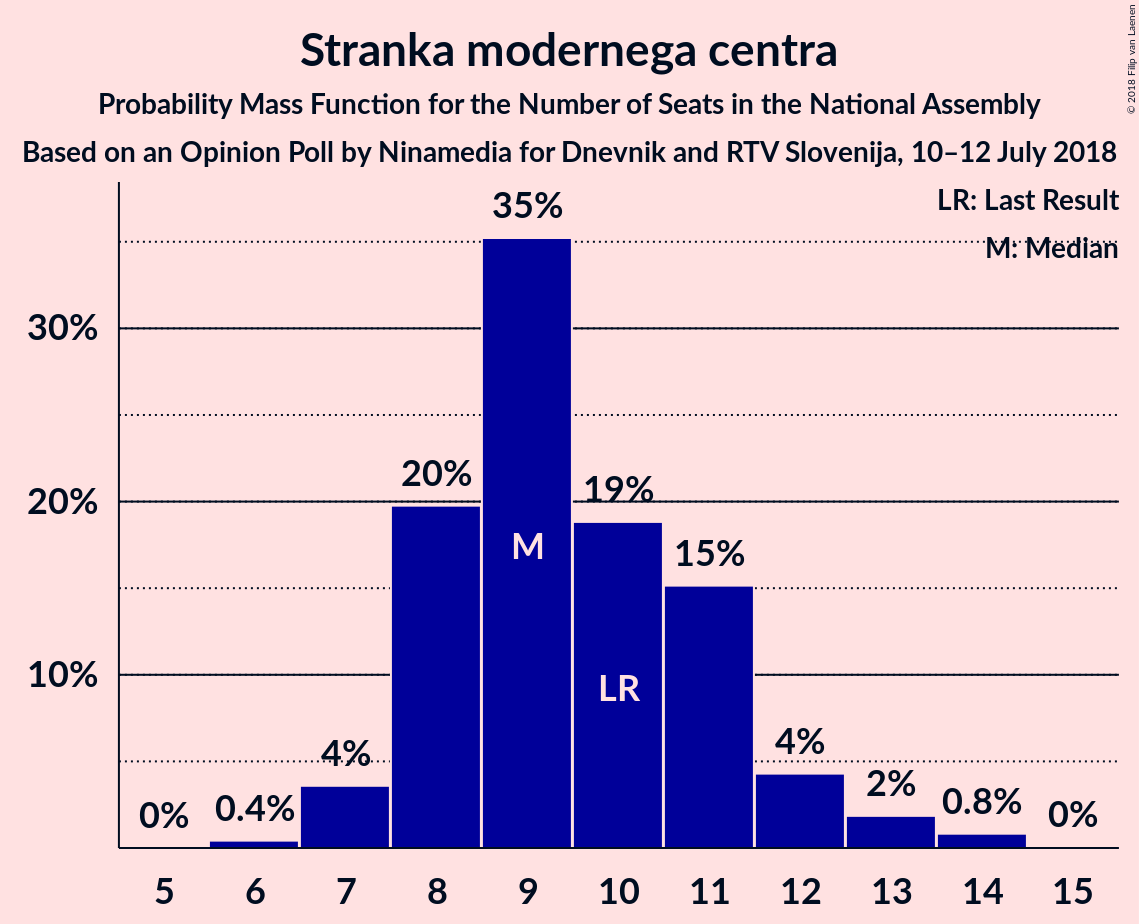 Stranka modernega centra
Probability Mass Function for the Number of Seats in the National Assembly
Based on an Opinion Poll by Ninamedia for Dnevnik and RTV Slovenija, 10–12 July 2018
© 2018 Filip van Laenen
LR: Last Result
M: Median
35%
30%
20%
19%
20%
M
15%
10%
LR
4%
4%
2%
0%
0.4%
0.8%
0%
5 6 7 8 9 10 11 12 13 14 15